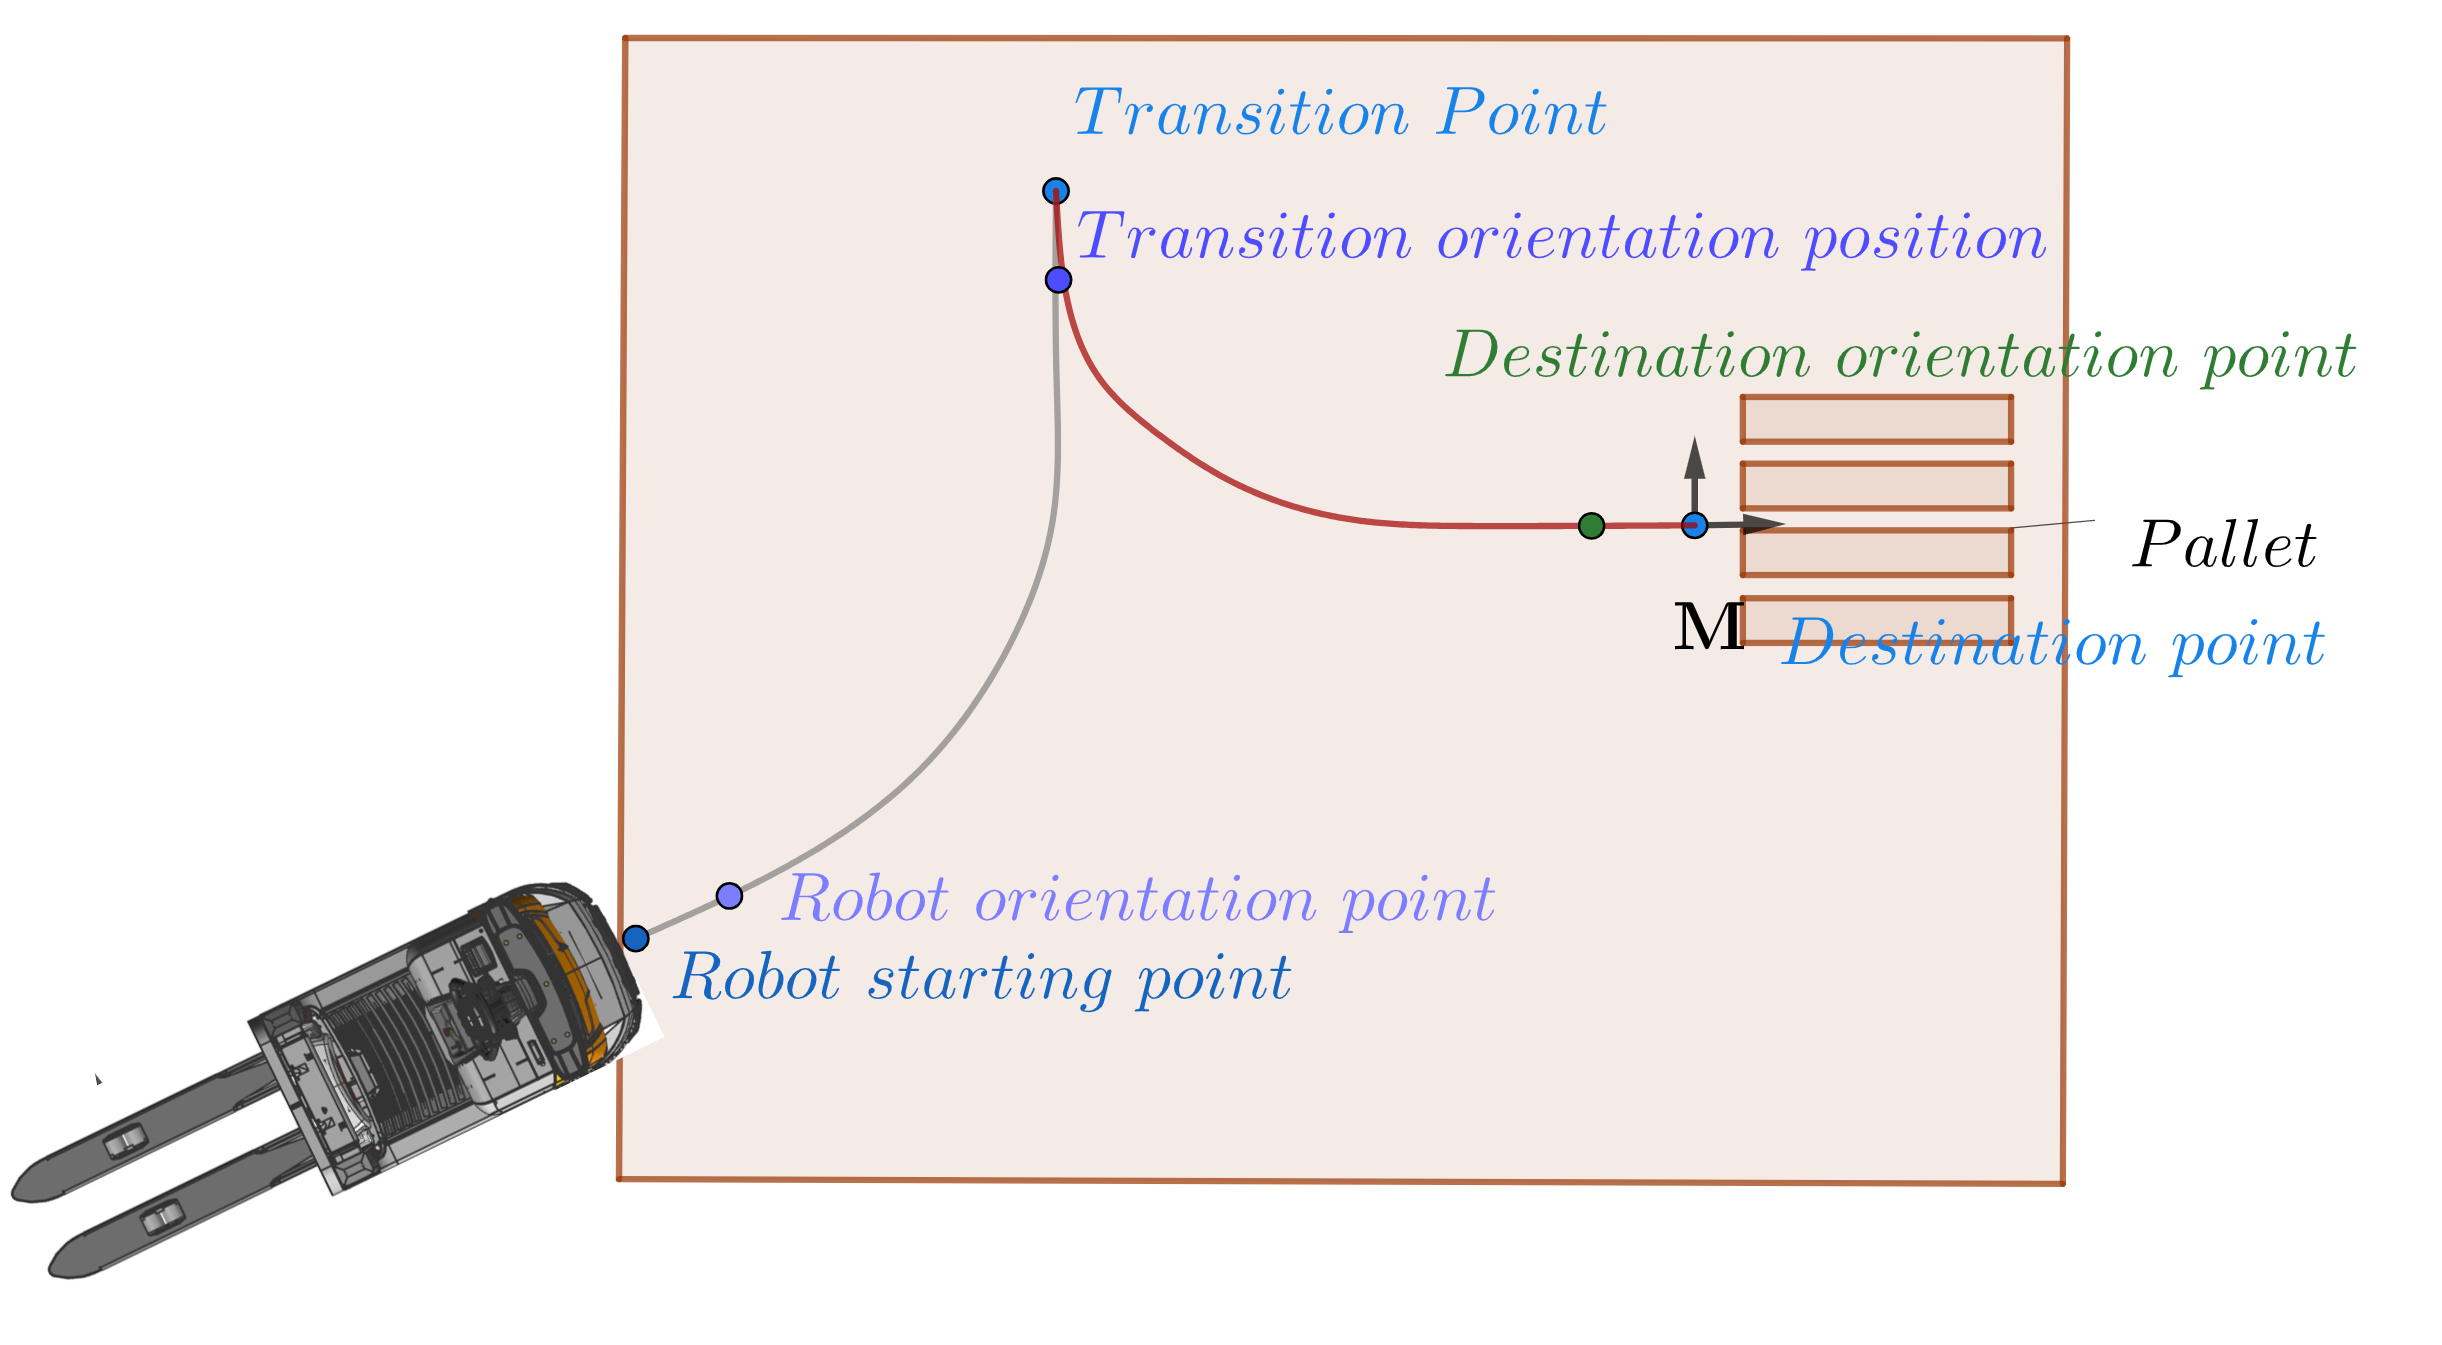 Transition Point
Transition orientation position
Destination orientation point
Pallet
M
Destination point
Robot orientation point
Robot starting point